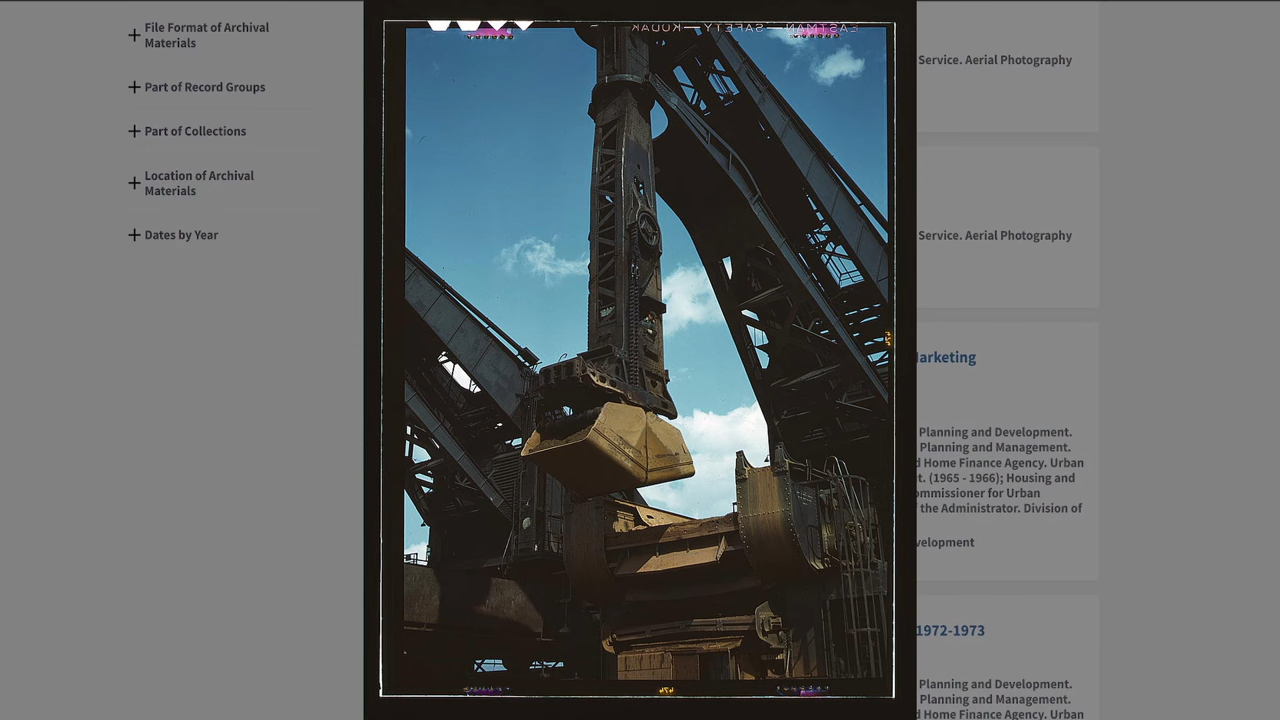 File Format of Archival
Materials
Part of Record Groups
Part of Collections
Location of Archival
Materials
Dates by Year
EASTMAN—SAFETY—KODAK
Service. Aerial Photography
Service. Aerial Photography
Marketing
Planning and Development.
Planning and Management.
Home Finance Agency. Urban
(1965 - 1966); Housing and
for Urban
the Administrator. Division of
1972-1973
Planning and Development.
Planning and Management.
Home Finance Agency. Urban